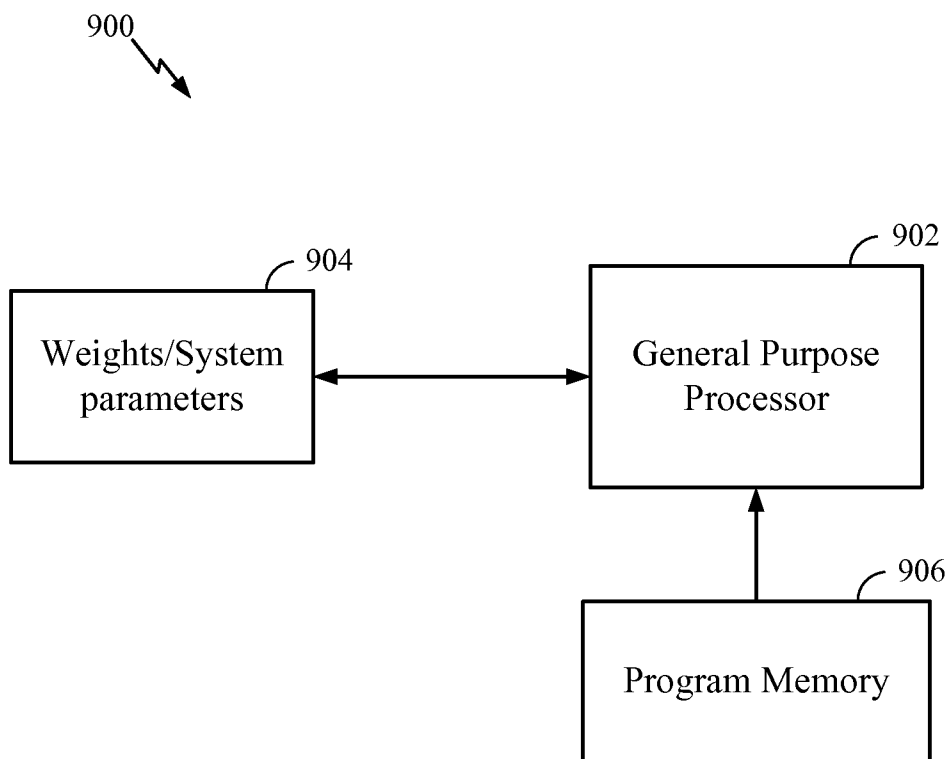 900
902
904
Weights/System
parameters
General Purpose
Processor
906
Program Memory